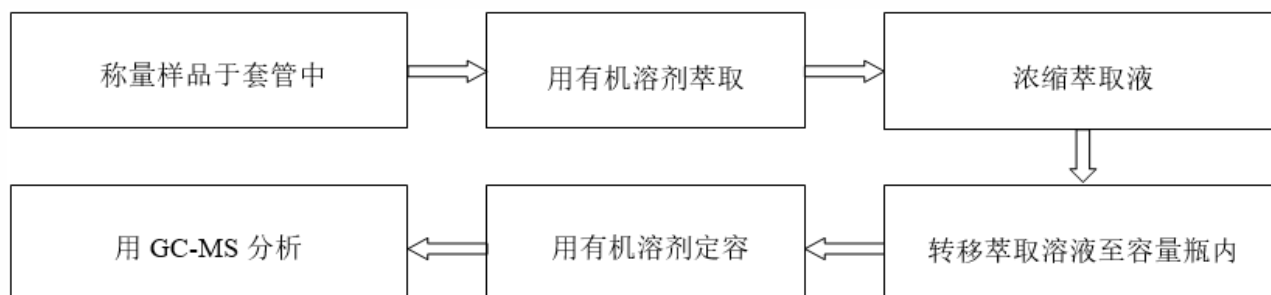 称量样品于套管中
用有机溶剂萃取
浓缩萃取液
转移萃取溶液至容量瓶内
用有机溶剂定容
用 GC-MS 分析